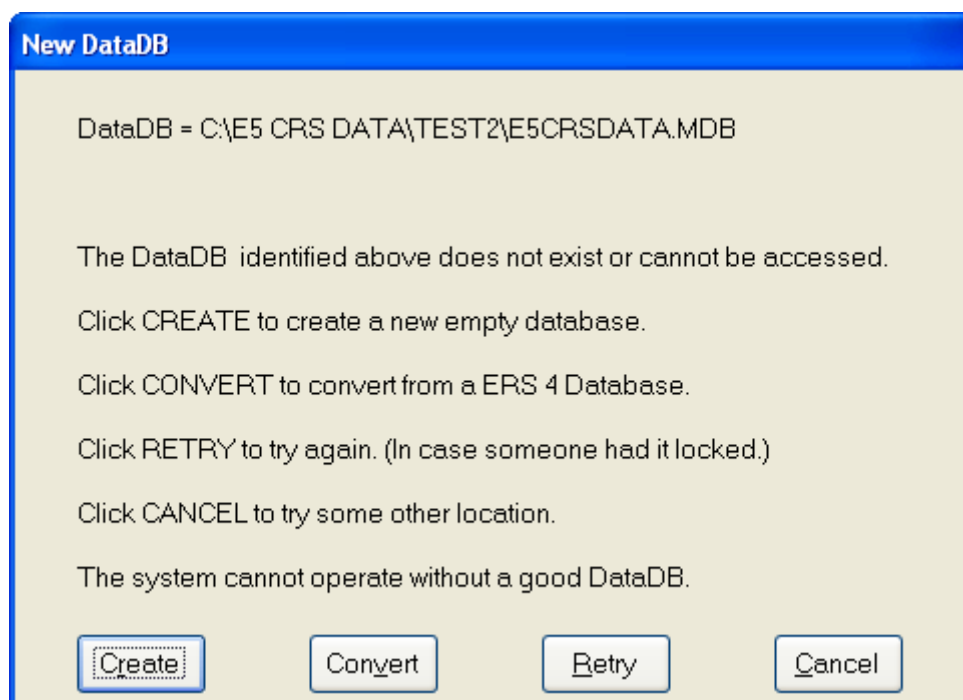 New DataDB
DataDB = C:\E5 CRS DATA\TEST2\E5CRSDATA.MDB
The DataDB identified above does not exist or cannot be accessed.
Click CREATE to create a new empty database.
Click CONVERT to convert from a ERS 4 Database.
Click RETRY to try again. (In case someone had it locked.)
Click CANCEL to try some other location.
The system cannot operate without a good DataDB.
Create Convert Retry Cancel